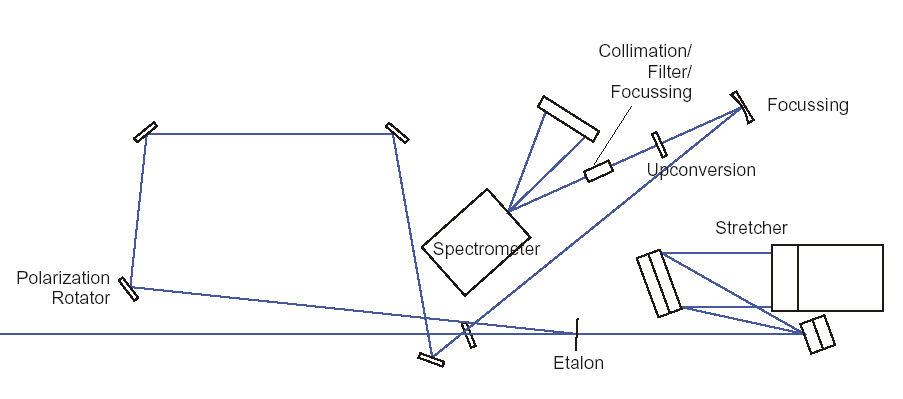 Collimation/
Filter/
Focussing
Focussing
Upconversion
Stretcher
Spectrometer
Polarization
Rotator
Etalon